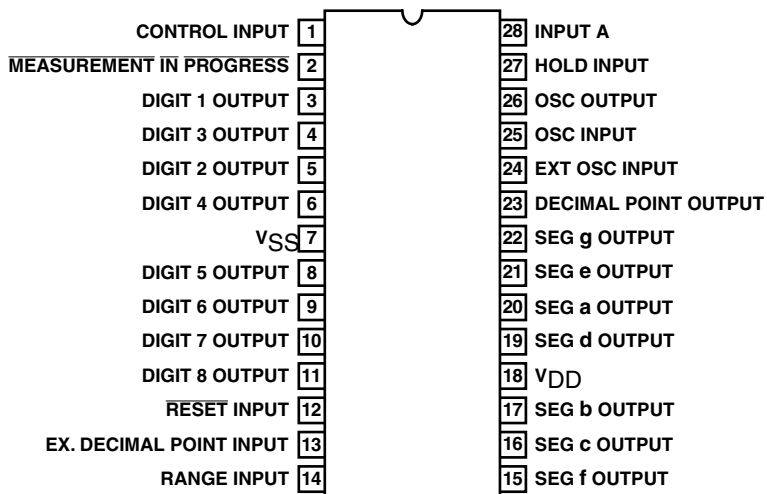 CONTROL INPUT 1 28 INPUT A
MEASUREMENT IN PROGRESS 2 27 HOLD INPUT
DIGIT 1 OUTPUT 3 26 OSC OUTPUT
DIGIT 3 OUTPUT 4 25 OSC INPUT
DIGIT 2 OUTPUT 5 24 EXT OSC INPUT
DIGIT 4 OUTPUT 6 23 DECIMAL POINT OUTPUT
VSS 7 22 SEG g OUTPUT
DIGIT 5 OUTPUT 8 21 SEG e OUTPUT
DIGIT 6 OUTPUT 9 20 SEG a OUTPUT
DIGIT 7 OUTPUT 10 19 SEG d OUTPUT
DIGIT 8 OUTPUT 11 18 VDD
RESET INPUT 12 17 SEG b OUTPUT
EX. DECIMAL POINT INPUT 13 16 SEG c OUTPUT
RANGE INPUT 14 15 SEG f OUTPUT